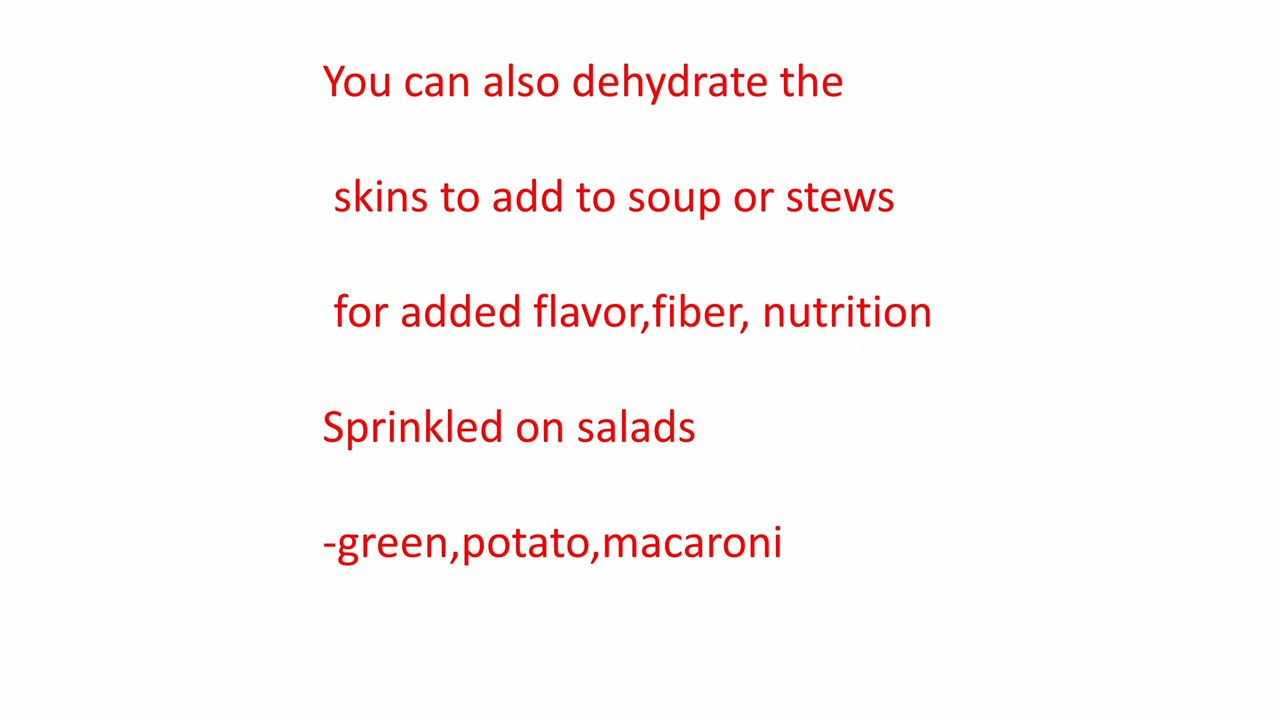 You can also dehydrate the
skins to add to soup or stews
for added flavor,fiber, nutrition
Sprinkled on salads
-green,potato,macaroni